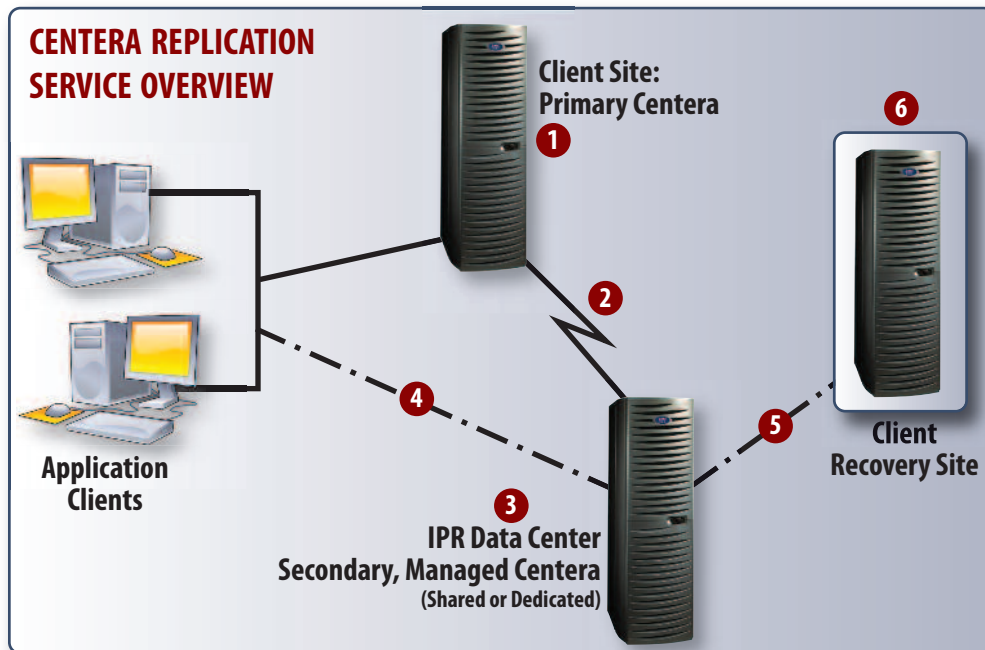 CENTERA REPLICATION
SERVICE OVERVIEW
Client Site:
Primary Centera
1
6
2
4
5
Application
Clients
Client
Recovery Site
3
IPR Data Center
Secondary, Managed Centera
(Shared or Dedicated)